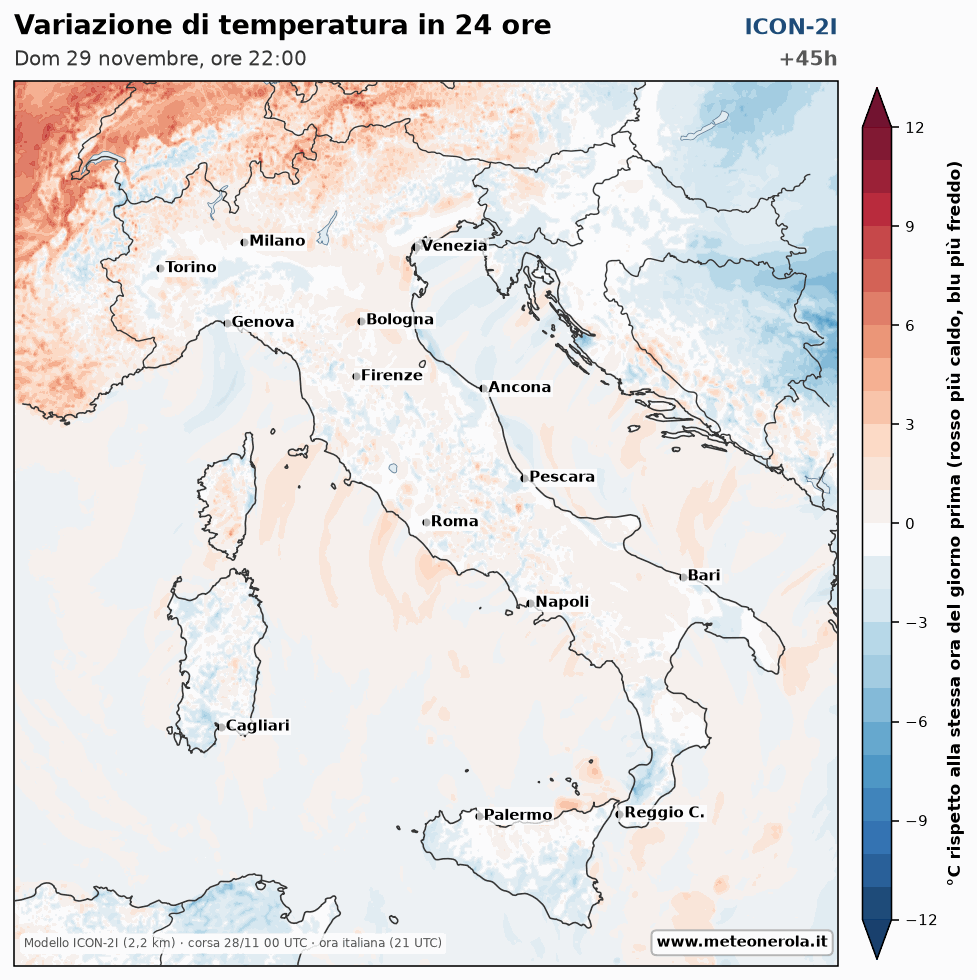 Variazione di temperatura in 24 ore
ICON-2I
Dom 29 novembre, ore 22:00
+45h
Milano
Venezia
Torino
Genova
Bologna
Firenze
Ancona
Pescara
Roma
Bari
Napoli
Cagliari
Palermo
Reggio C.
12
9
6
3
0
−3
−6
−9
−12
°C rispetto alla stessa ora del giorno prima (rosso più caldo, blu più freddo)
Modello ICON-2I (2,2 km) · corsa 28/11 00 UTC · ora italiana (21 UTC)
www.meteonerola.it